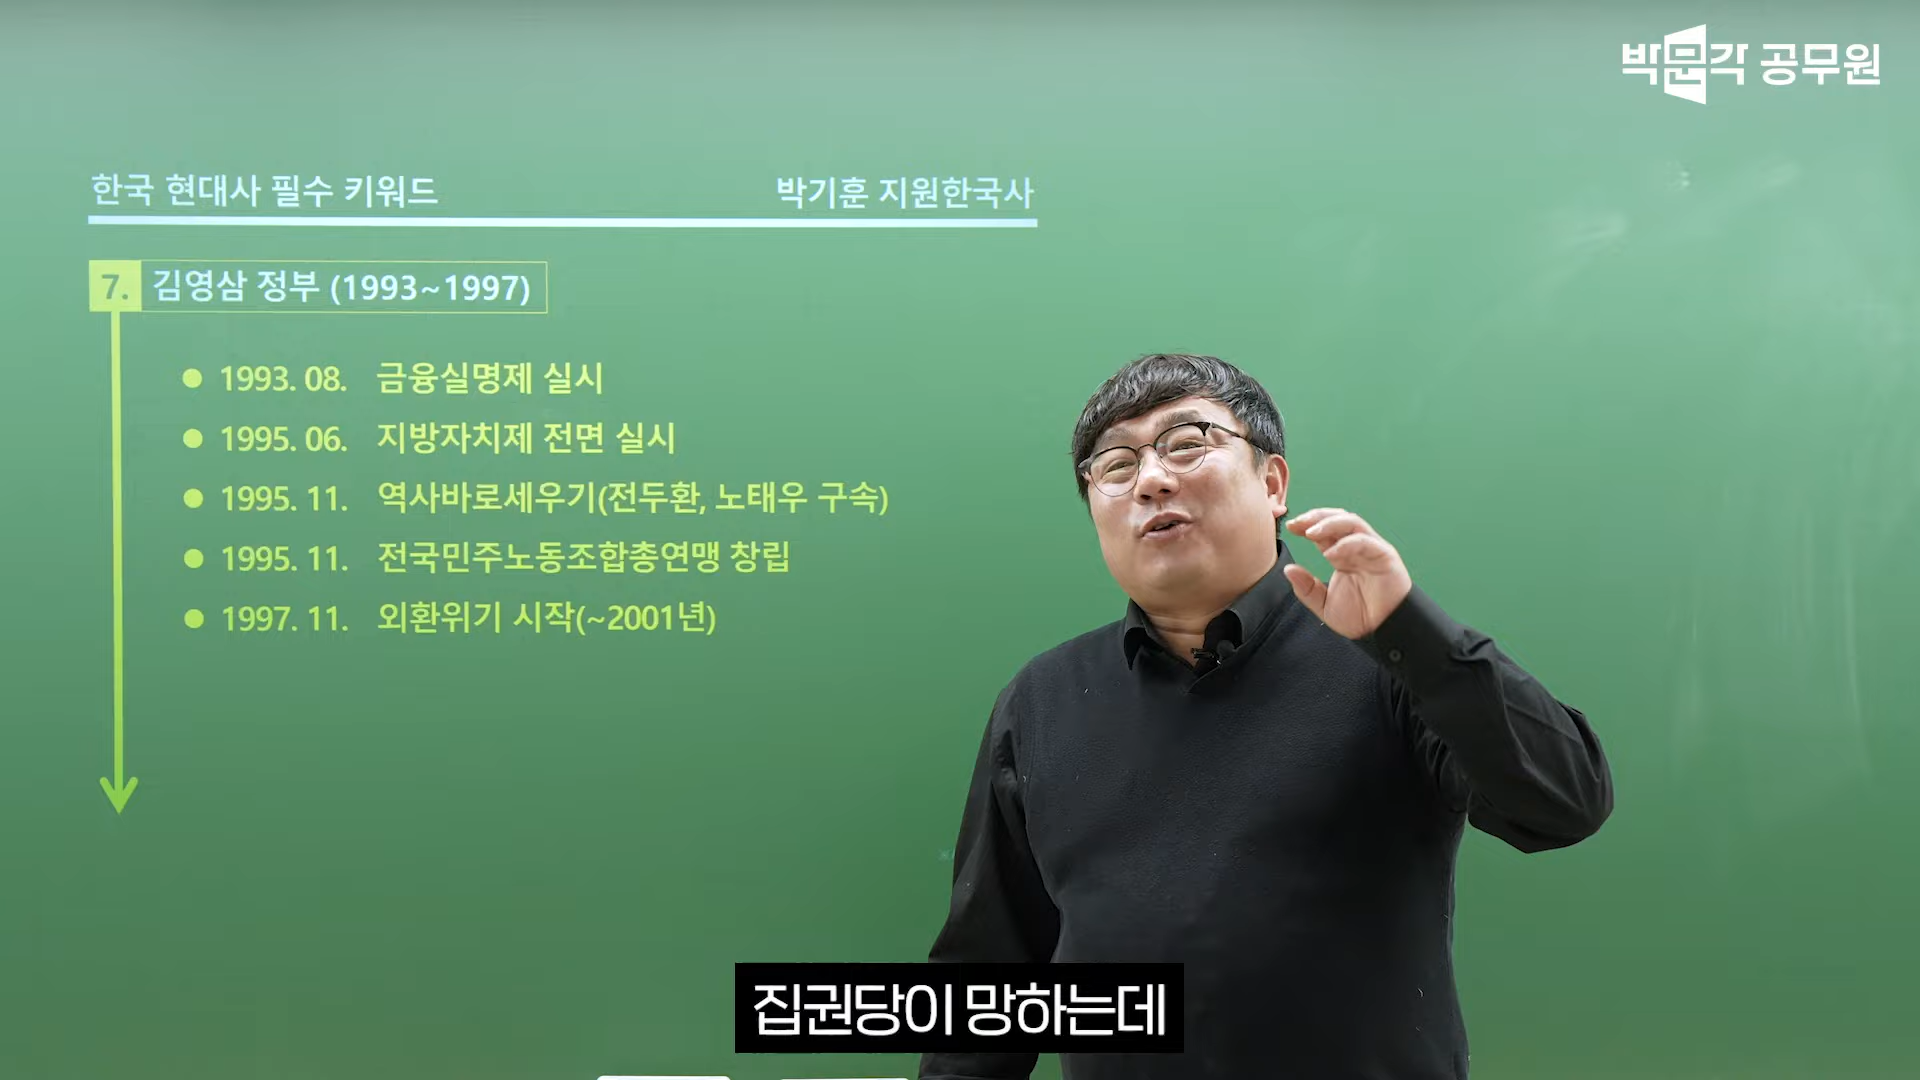 박문각 공무원
한국 현대사 필수 키워드 박기훈 지원한국사
7. 김영삼 정부 (1993~1997)
● 1993. 08. 금융실명제 실시
● 1995. 06. 지방자치제 전면 실시
● 1995. 11. 역사바로세우기(전두환, 노태우 구속)
● 1995. 11. 전국민주노동조합총연맹 창립
● 1997. 11. 외환위기 시작(~2001년)
집권당이 망하는데